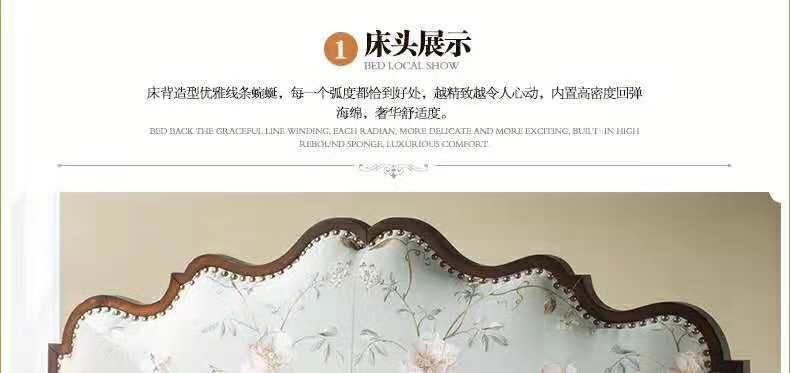 1 床头展示
BED LOCAL SHOW
床背造型优雅线条蜿蜒，每一个弧度都恰到好处，越精致越令人心动，内置高密度回弹
海绵，奢华舒适度。
BED BACK THE GRACEFUL LINE WINDING, EACH RADIAN, MORE DELICATE AND MORE EXCITING, BUILT-IN HIGH
REBOUND SPONGE, LUXURIOUS COMFORT.